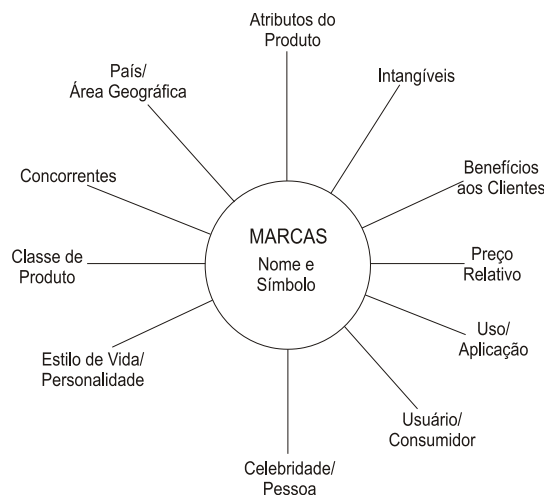 Atributos do
Produto
País/
Área Geográfica
Intangíveis
Concorrentes
Benefícios
aos Clientes
MARCAS
Nome e
Símbolo
Classe de
Produto
Preço
Relativo
Uso/
Aplicação
Estilo de Vida/
Personalidade
Usuário/
Consumidor
Celebridade/
Pessoa